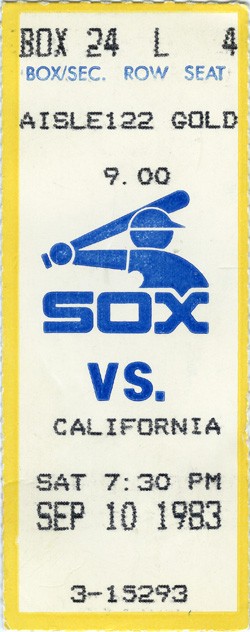 BOX 24 L 4
BOX/SEC. ROW SEAT
AISLE122 GOLD
9.00
SOX
VS.
CALIFORNIA
SAT 7:30 PM
SEP 10 1983
3-15293